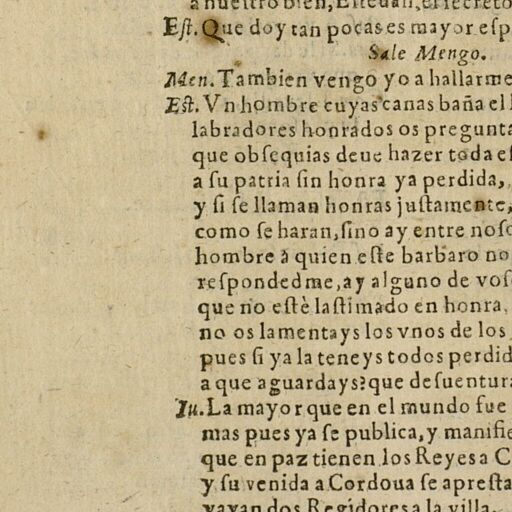 a nuestro bien, Esteuan, el secreto
Est. Que doy tan pocas es mayor esp
Sale Mengo.
Men. Tambien vengo yo a hallarme
Est. Vn hombre cuyas canas baña el l
labradores honrados os pregunta
que obsequias deue hazer toda es
a su patria sin honra ya perdida,
y si se llaman honras justamente,
como se haran, sino ay entre noso
hombre à quien este barbaro no
respondedme, ay alguno de vos
que no estè lastimado en honra,
no os lamentays los vnos de los
pues si ya la teneys todos perdid
a que aguardays? que desuentura
Iu. La mayor que en el mundo fue
mas pues ya se publica, y manifie
que en paz tienen los Reyes a C
y su venida a Cordoua se apresta
vayan dos Regidores a la villa,